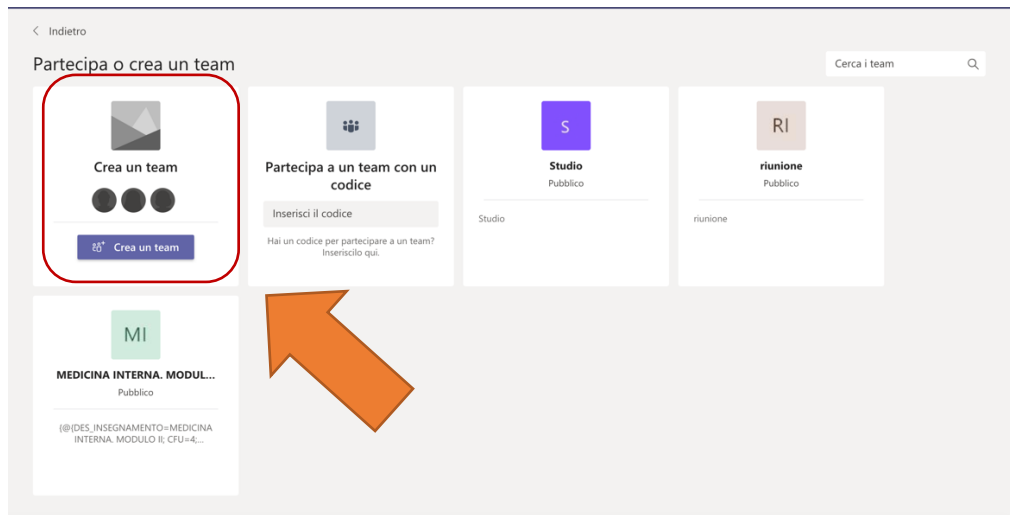 Indietro
Partecipa o crea un team
Cerca i team
Crea un team
Crea un team
Partecipa a un team con un
codice
Inserisci il codice
Hai un codice per partecipare a un team?
Inseriscilo qui.
S
Studio
Pubblico
Studio
RI
riunione
Pubblico
riunione
MI
MEDICINA INTERNA. MODUL...
Pubblico
{@{DES_INSEGNAMENTO=MEDICINA
INTERNA. MODULO II; CFU=4;...